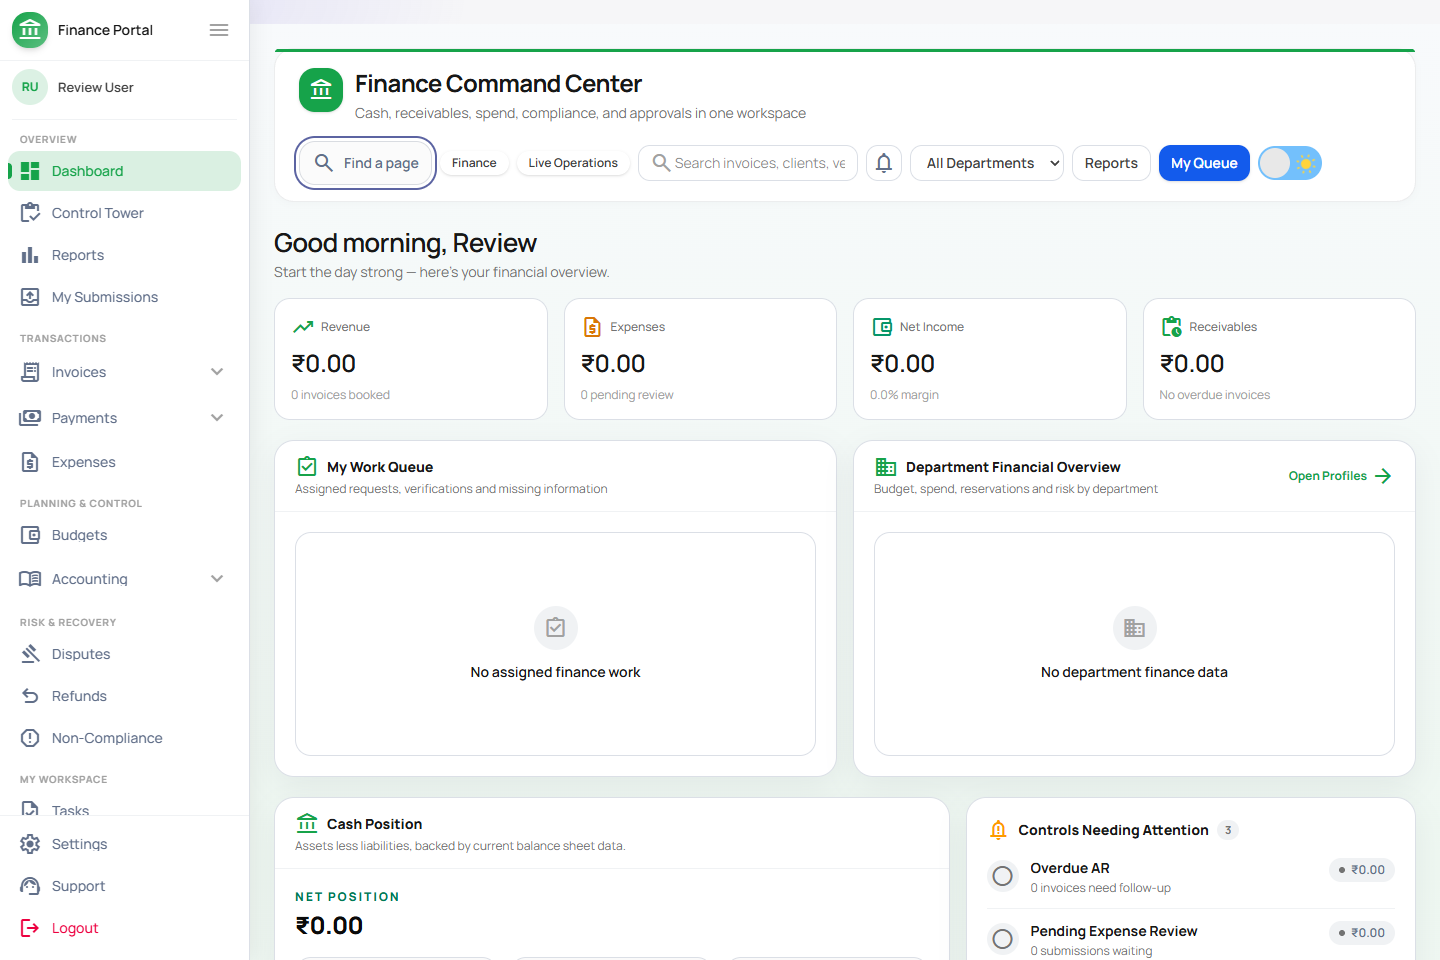 Finance Portal
RU
Review User
OVERVIEW
Dashboard
Control Tower
Reports
My Submissions
TRANSACTIONS
Invoices
Payments
Expenses
PLANNING & CONTROL
Budgets
Accounting
RISK & RECOVERY
Disputes
Refunds
Non-Compliance
MY WORKSPACE
Tasks
Settings
Support
Logout
Finance Command Center
Cash, receivables, spend, compliance, and approvals in one workspace
Find a page
Finance
Live Operations
Search invoices, clients, ve
All Departments
Reports
My Queue
Good morning, Review
Start the day strong — here's your financial overview.
Revenue
₹0.00
0 invoices booked
Expenses
₹0.00
0 pending review
Net Income
₹0.00
0.0% margin
Receivables
₹0.00
No overdue invoices
My Work Queue
Assigned requests, verifications and missing information
No assigned finance work
Department Financial Overview
Budget, spend, reservations and risk by department
Open Profiles
No department finance data
Cash Position
Assets less liabilities, backed by current balance sheet data.
NET POSITION
₹0.00
Controls Needing Attention 3
Overdue AR
0 invoices need follow-up
₹0.00
Pending Expense Review
0 submissions waiting
₹0.00